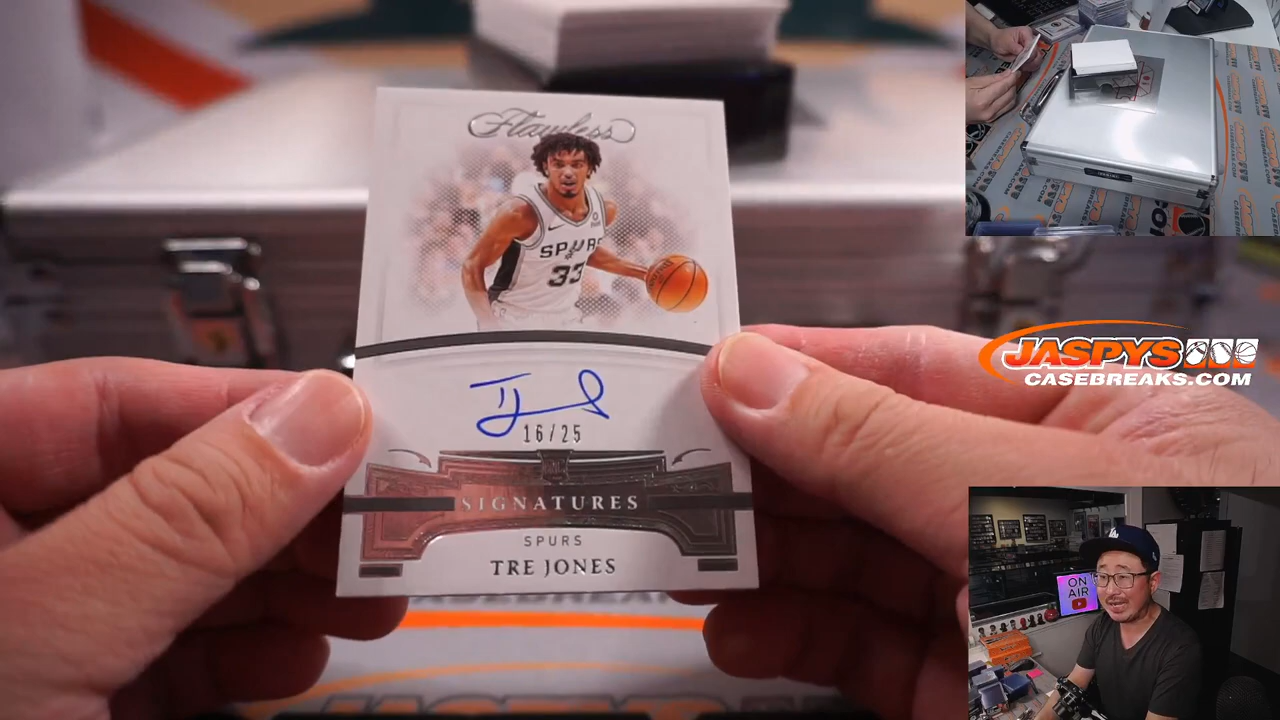 Flawless
SPURS
33
16/25
SIGNATURES
SPURS
TRE JONES
JASPYS
CASEBREAKS.COM
ON
AIR